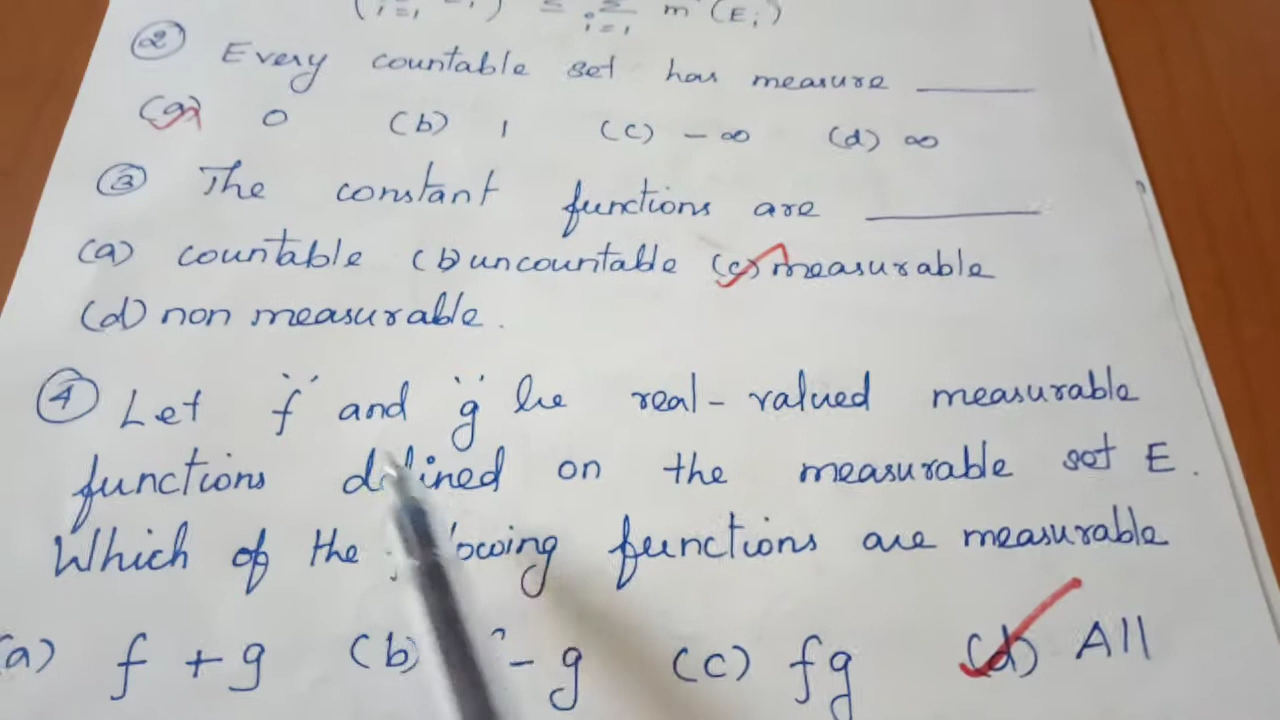 m (Ei)
i=1
② Every countable set has measure ______
(a) 0 (b) 1 (c) -∞ (d) ∞
③ The constant functions are ______
(a) countable (b) uncountable (c) measurable
(d) non measurable.
④ Let 'f' and 'g' be real-valued measurable
functions defined on the measurable set E.
Which of the functions are measurable
(a) f + g (b) - g (c) fg (d) All